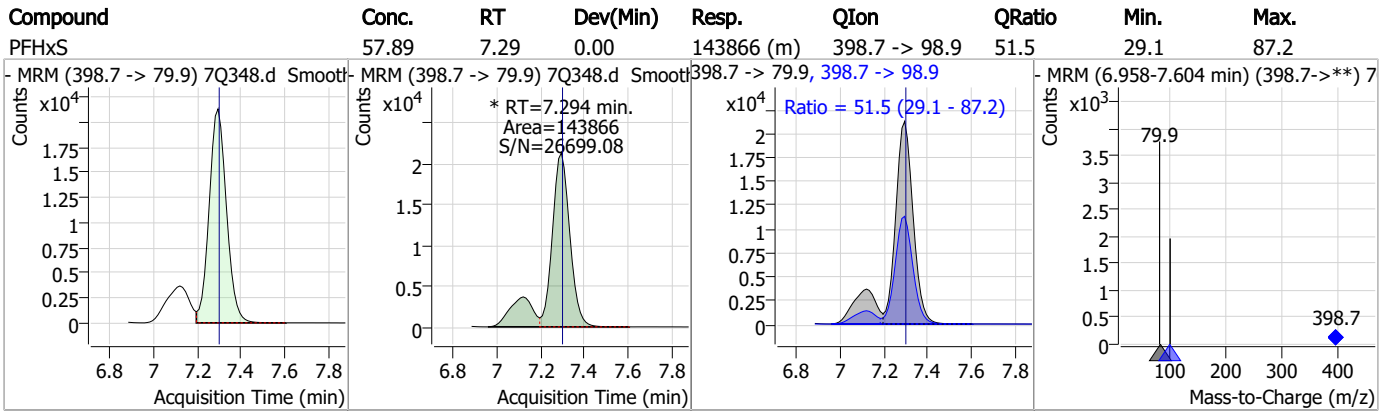 Compound Conc. RT Dev(Min) Resp. QIon QRatio Min. Max.
PFHxS 57.89 7.29 0.00 143866 (m) 398.7 -> 98.9 51.5 29.1 87.2
- MRM (398.7 -> 79.9) 7Q348.d Smooth
Counts
x10⁴
1.75
1.5
1.25
1
0.75
0.5
0.25
0
6.8 7 7.2 7.4 7.6 7.8
Acquisition Time (min)
- MRM (398.7 -> 79.9) 7Q348.d Smooth
Counts
x10⁴
* RT=7.294 min.
Area=143866
S/N=26699.08
2
1.5
1
0.5
0
6.8 7 7.2 7.4 7.6 7.8
Acquisition Time (min)
398.7 -> 79.9, 398.7 -> 98.9
x10⁴
Ratio = 51.5 (29.1 - 87.2)
2
1.75
1.5
1.25
1
0.75
0.5
0.25
0
6.8 7 7.2 7.4 7.6 7.8
Acquisition Time (min)
- MRM (6.958-7.604 min) (398.7->**) 7
Counts
x10³
79.9
3.5
3
2.5
2
1.5
1
0.5
0
398.7
100 200 300 400
Mass-to-Charge (m/z)